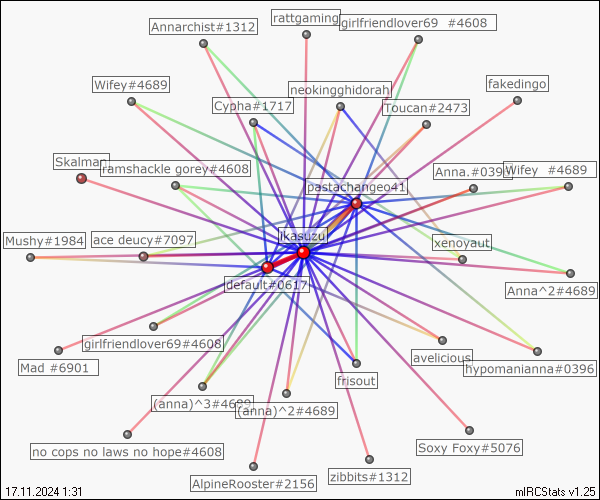 Annarchist#1312
rattgaming
girlfriendlover69 #4608
Wifey#4689
neokingghidorah
fakedingo
Cypha#1717
Toucan#2473
Skalman
ramshackle gorey#4608
pastachangeo41
Anna.#039
Wifey #4689
Mushy#1984
ace deucy#7097
ikasuzu
xenoyaut
default#0617
Anna^2#4689
girlfriendlover69#4608
avelicious
Mad #6901
frisout
hypomanianna#0396
(anna)^3#4689
(anna)^2#4689
no cops no laws no hope#4608
Soxy Foxy#5076
AlpineRooster#2156
zibbits#1312
17.11.2024 1:31
mIRCStats v1.25